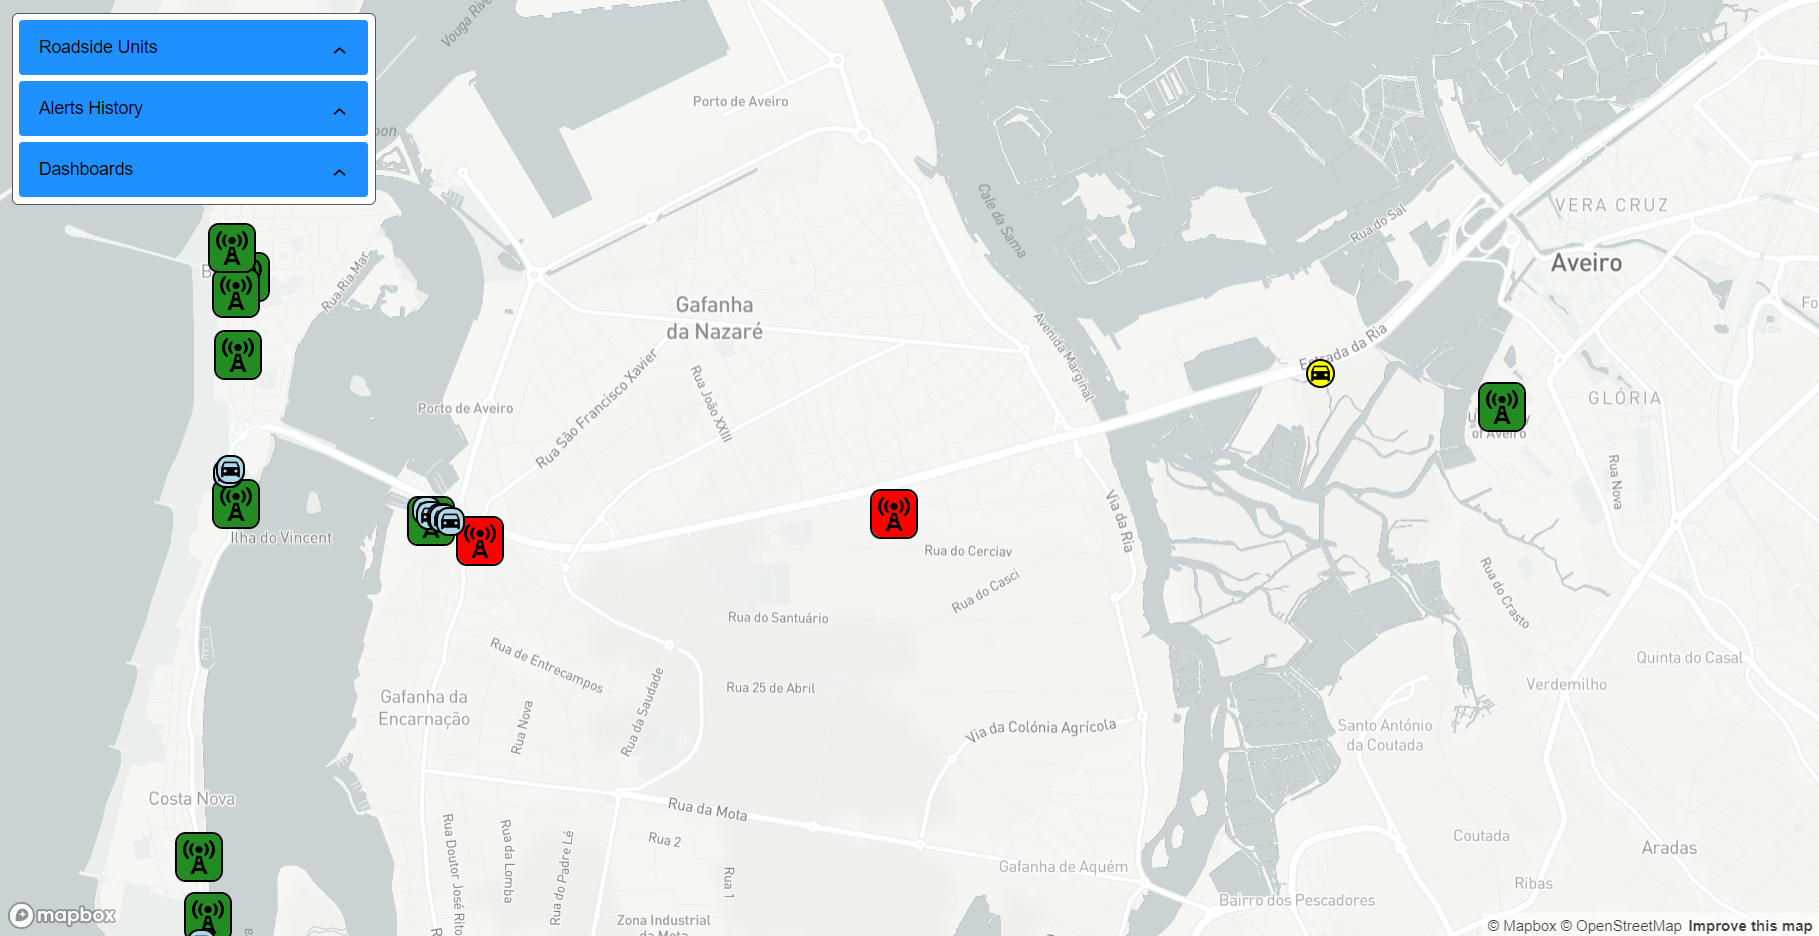 Roadside Units
Alerts History
Dashboards
Vouga River
Porto de Aveiro
Cale da Sama
Rua do Sal
VERA CRUZ
Aveiro
Rua Ria Mar
Gafanha
da Nazaré
Avenida Marginal
Estrada da Ria
Rua São Francisco Xavier
Rua João XXIII
Porto de Aveiro
GLÓRIA
of Aveiro
Rua Nova
Via da Ria
Ilha do Vincent
Rua do Cerciav
Rua do Casci
Rua do Crasto
Rua do Santuário
Rua de Entrecampos
Rua da Saudade
Rua 25 de Abril
Quinta do Casal
Verdemilho
Gafanha da
Encarnação
Rua Nova
Via da Colónia Agrícola
Santo António
da Coutada
Costa Nova
Rua da Mota
Rua 2
Coutada
Aradas
Rua Doutor José Rito
Rua da Lomba
Rua do Padre Lé
Rua 1
Gafanha de Aquém
Ribas
Bairro dos Pescadores
Zona Industrial
da Mota
mapbox
© Mapbox © OpenStreetMap Improve this map